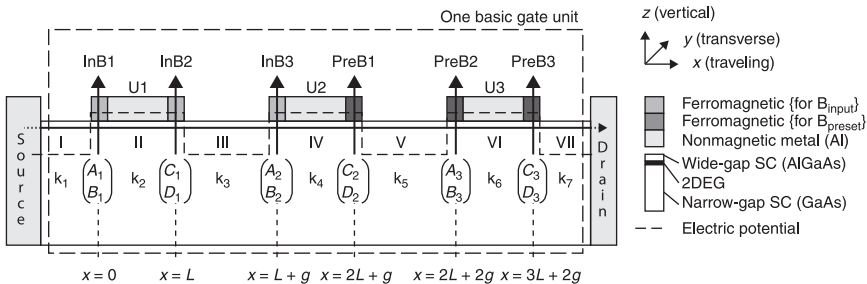 One basic gate unit
z (vertical)
y (transverse)
x (traveling)
InB1 InB2 InB3 PreB1 PreB2 PreB3
U1 U2 U3
Source
Drain
I II III IV V VI VII
k1 (A1 B1) k2 (C1 D1) k3 (A2 B2) k4 (C2 D2) k5 (A3 B3) k6 (C3 D3) k7
x = 0 x = L x = L + g x = 2L + g x = 2L + 2g x = 3L + 2g
Ferromagnetic {for Binput}
Ferromagnetic {for Bpreset}
Nonmagnetic metal (Al)
Wide-gap SC (AlGaAs)
2DEG
Narrow-gap SC (GaAs)
Electric potential